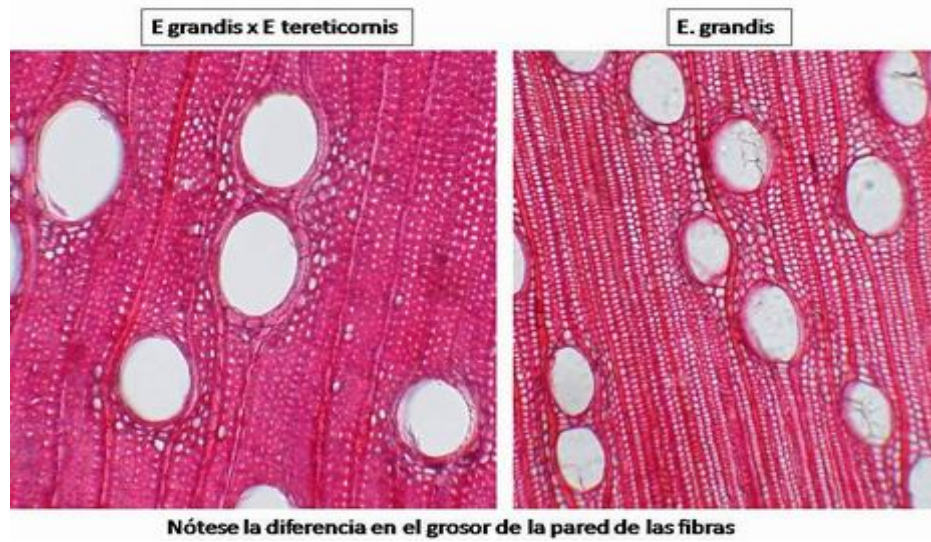 E grandis x E tereticornis
E. grandis
Nótese la diferencia en el grosor de la pared de las fibras